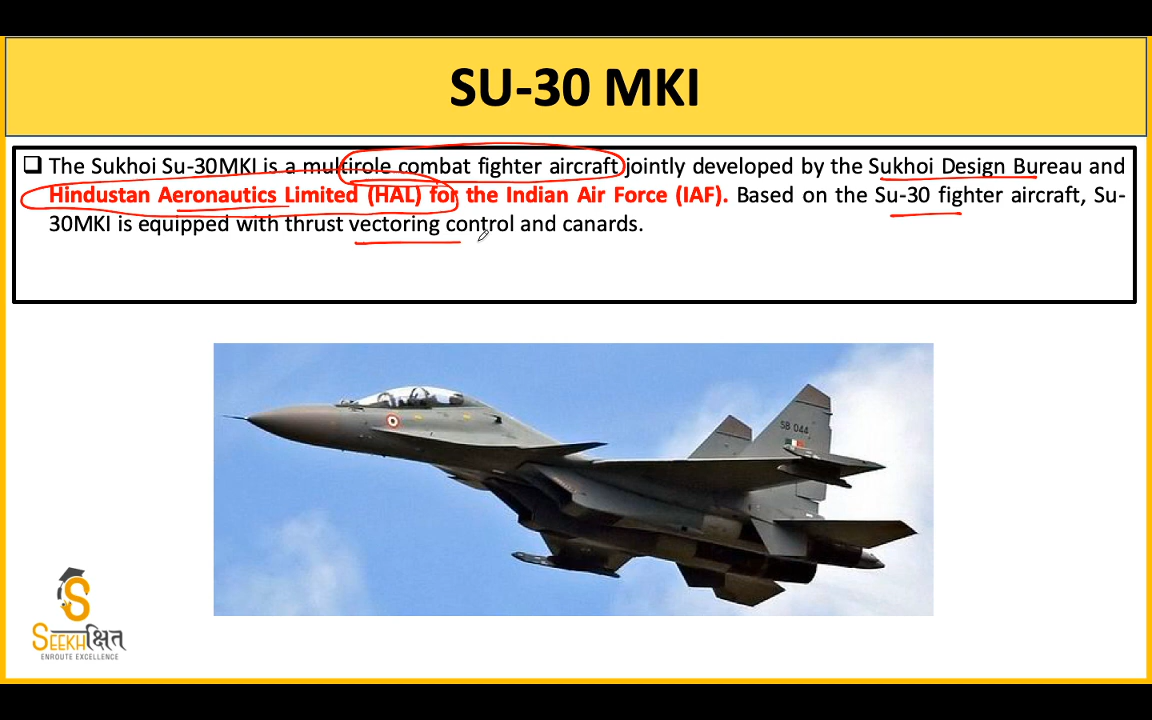 SU-30 MKI
The Sukhoi Su-30MKI is a multirole combat fighter aircraft jointly developed by the Sukhoi Design Bureau and
Hindustan Aeronautics Limited (HAL) for the Indian Air Force (IAF). Based on the Su-30 fighter aircraft, Su-
30MKI is equipped with thrust vectoring control and canards.
SB 044
SEEKHक्षित
ENROUTE EXCELLENCE